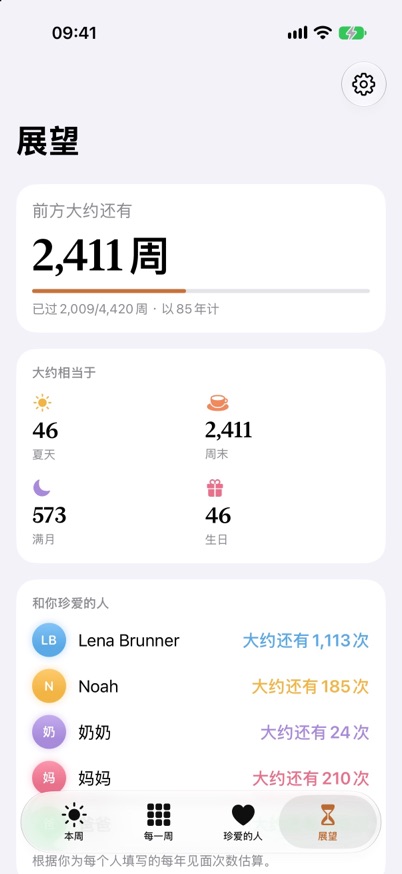 09:41
展望
前方大约还有
2,411 周
已过 2,009/4,420 周 · 以 85 年计
大约相当于
46
夏天
2,411
周末
573
满月
46
生日
和你珍爱的人
LB Lena Brunner 大约还有 1,113 次
N Noah 大约还有 185 次
奶 奶奶 大约还有 24 次
妈 妈妈 大约还有 210 次
本周 每一周 珍爱的人 展望
根据你为每个人填写的每年见面次数估算。